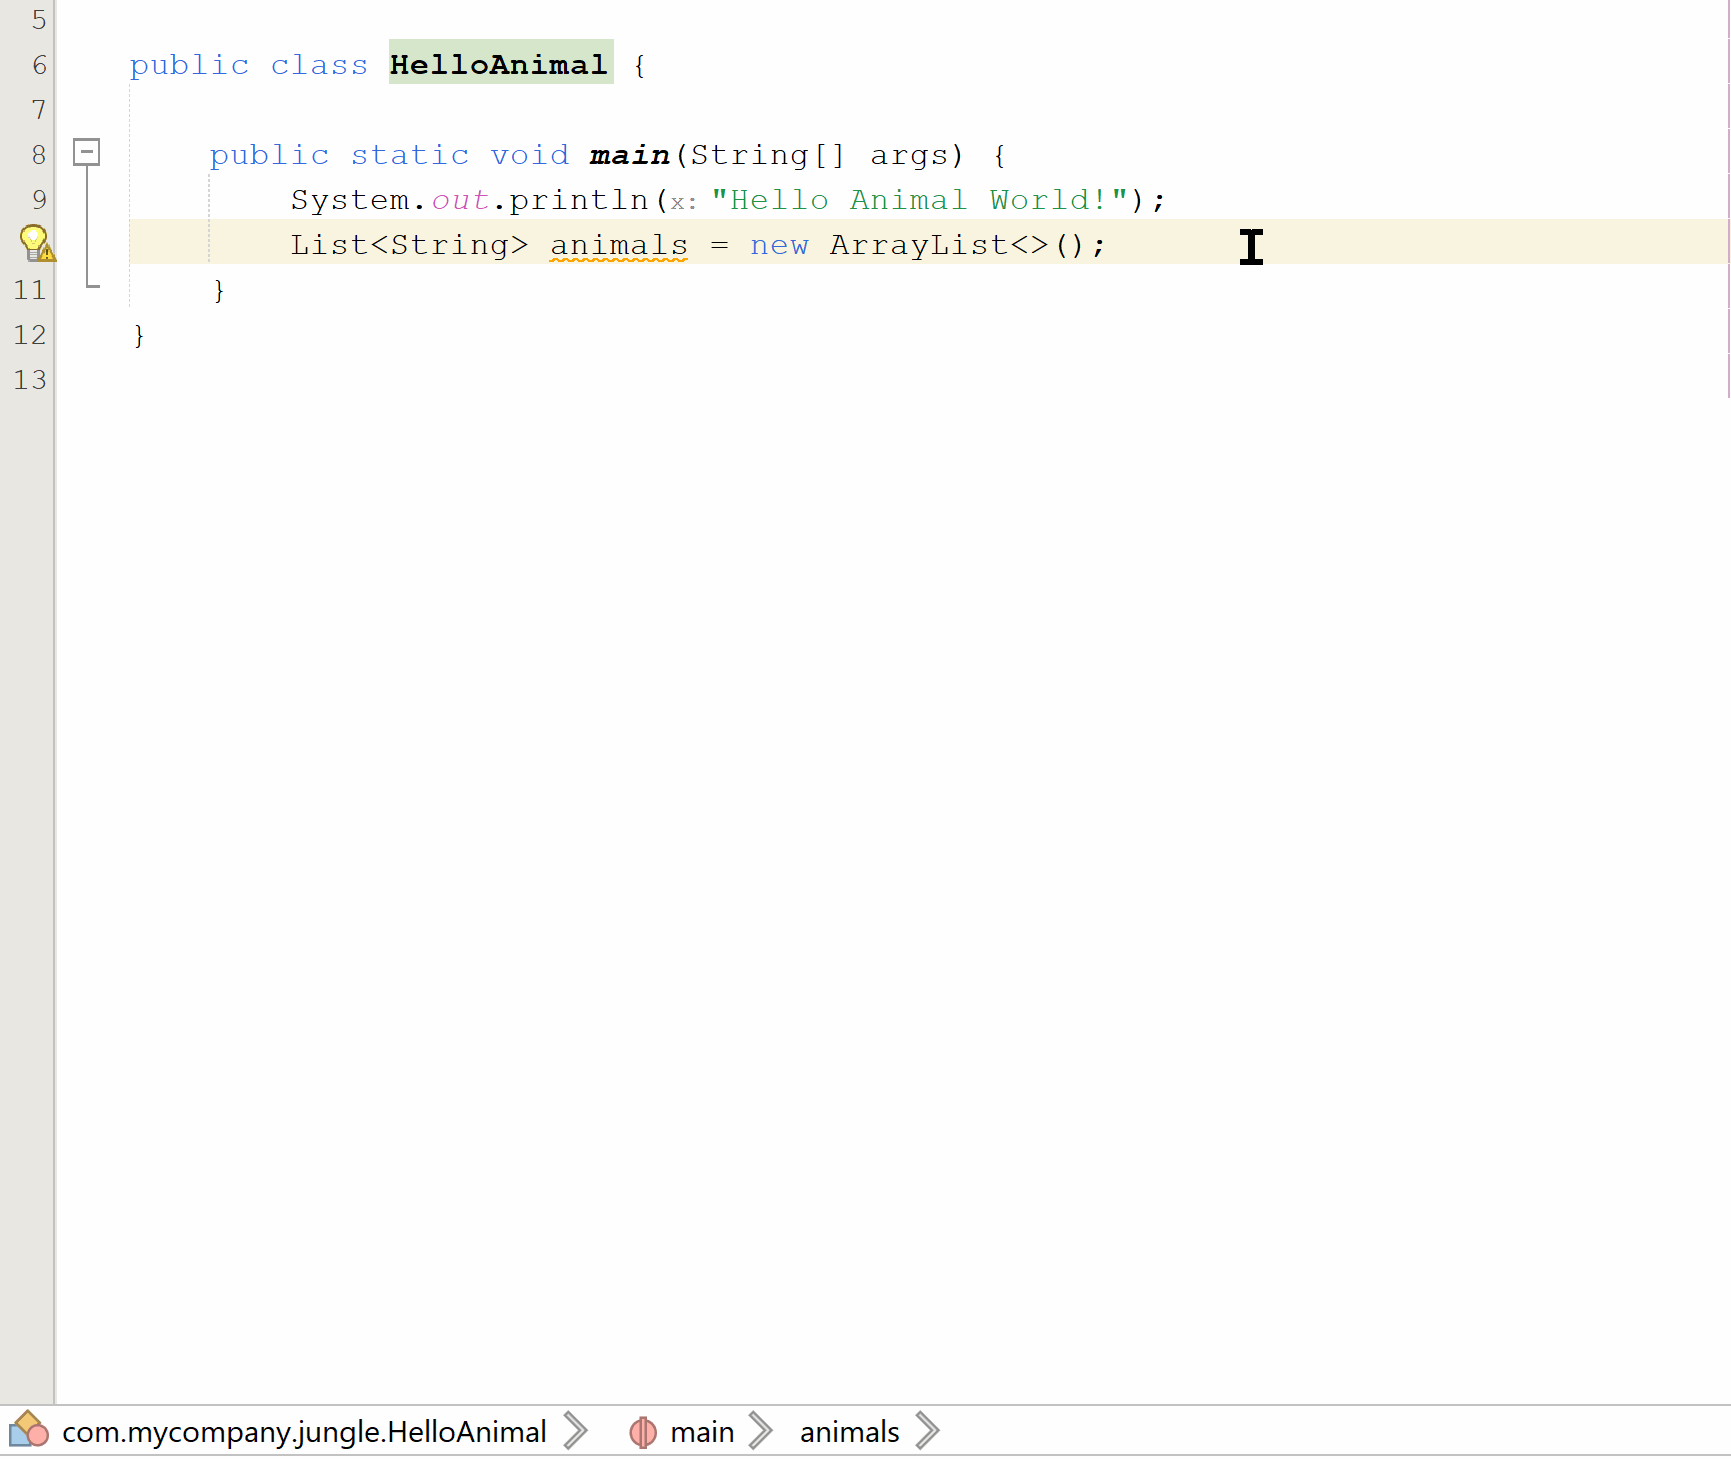 5
6 public class HelloAnimal {
7
8 public static void main(String[] args) {
9 System.out.println(x: "Hello Animal World!");
List<String> animals = new ArrayList<>();
11 }
12 }
13
com.mycompany.jungle.HelloAnimal main animals